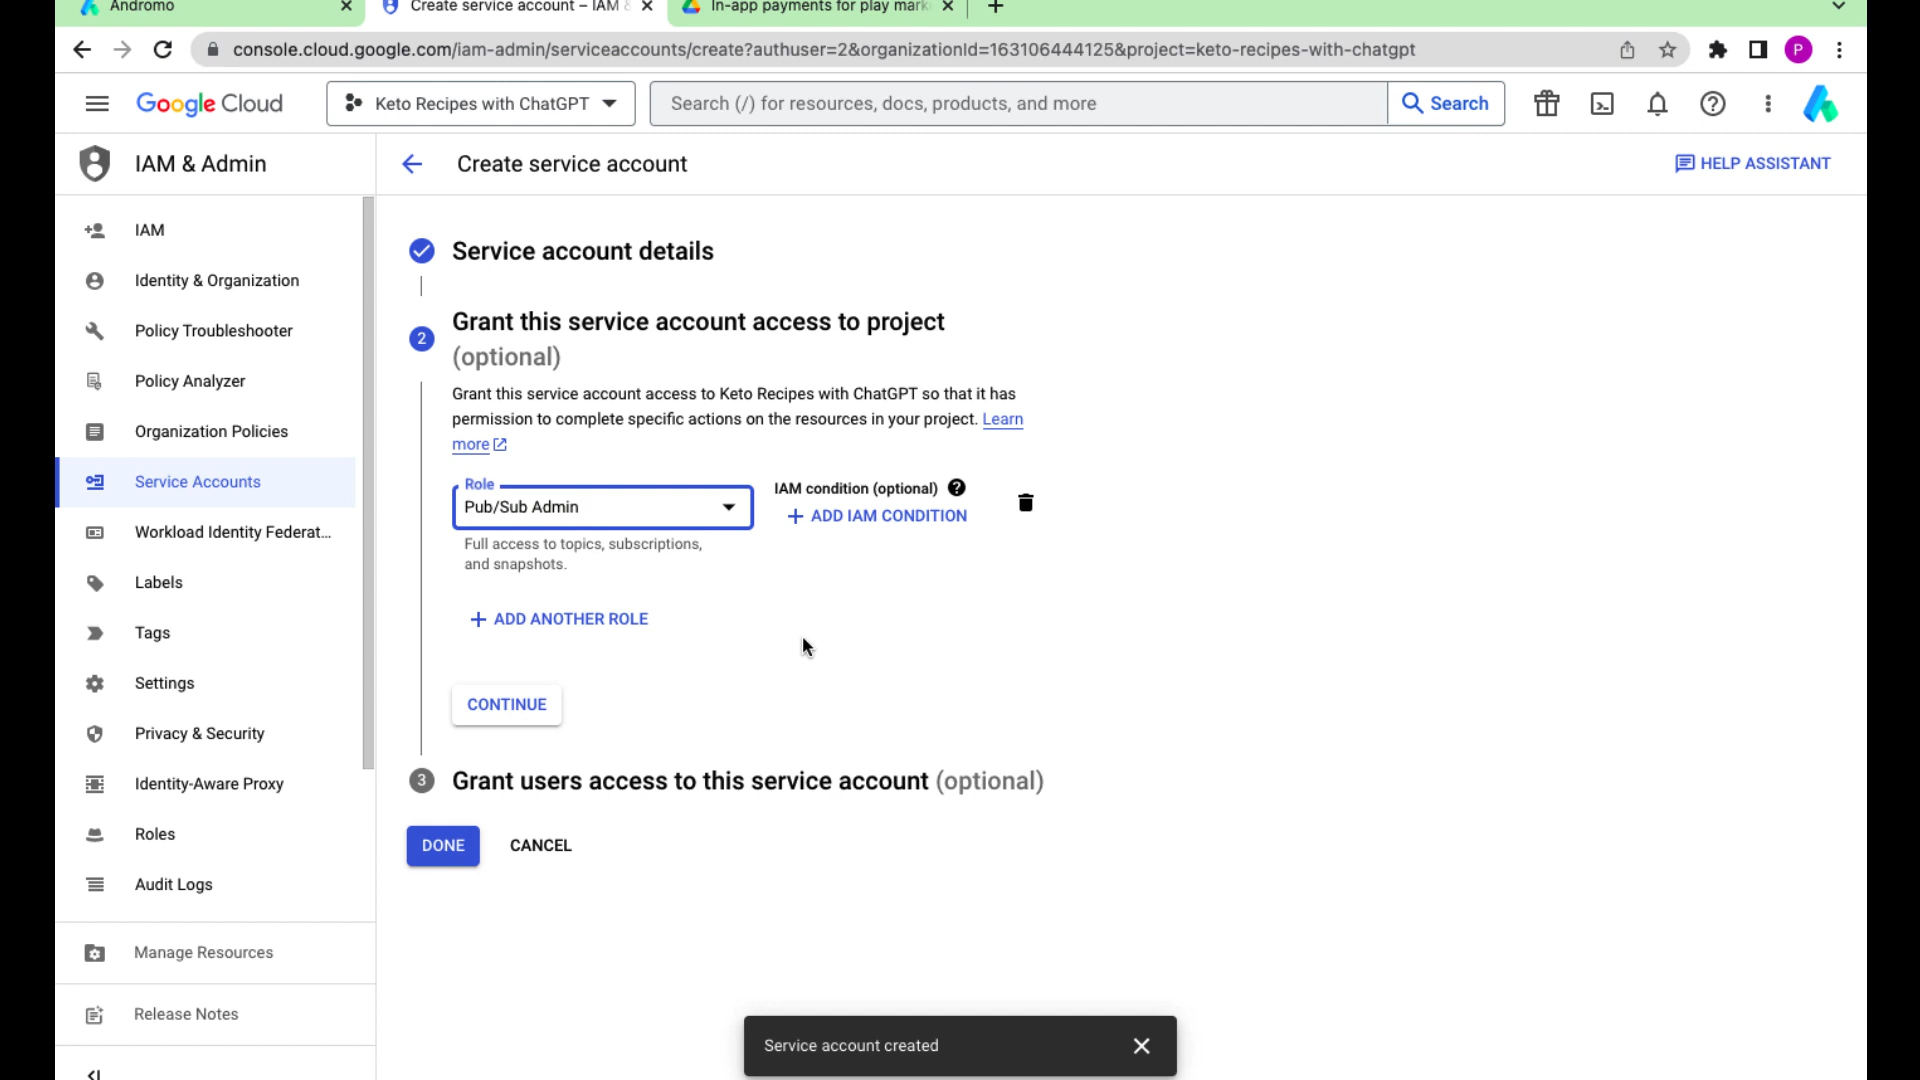 Andromo
Create service account – IAM &
In-app payments for play mark
console.cloud.google.com/iam-admin/serviceaccounts/create?authuser=2&organizationId=163106444125&project=keto-recipes-with-chatgpt
P
Google Cloud
Keto Recipes with ChatGPT
Search (/) for resources, docs, products, and more
Search
IAM & Admin
Create service account
HELP ASSISTANT
IAM
Identity & Organization
Policy Troubleshooter
Policy Analyzer
Organization Policies
Service Accounts
Workload Identity Federat...
Labels
Tags
Settings
Privacy & Security
Identity-Aware Proxy
Roles
Audit Logs
Manage Resources
Release Notes
Service account details
2
Grant this service account access to project
(optional)
Grant this service account access to Keto Recipes with ChatGPT so that it has
permission to complete specific actions on the resources in your project. Learn
more
Role
Pub/Sub Admin
IAM condition (optional)
+ ADD IAM CONDITION
Full access to topics, subscriptions,
and snapshots.
+ ADD ANOTHER ROLE
CONTINUE
3 Grant users access to this service account (optional)
DONE
CANCEL
Service account created